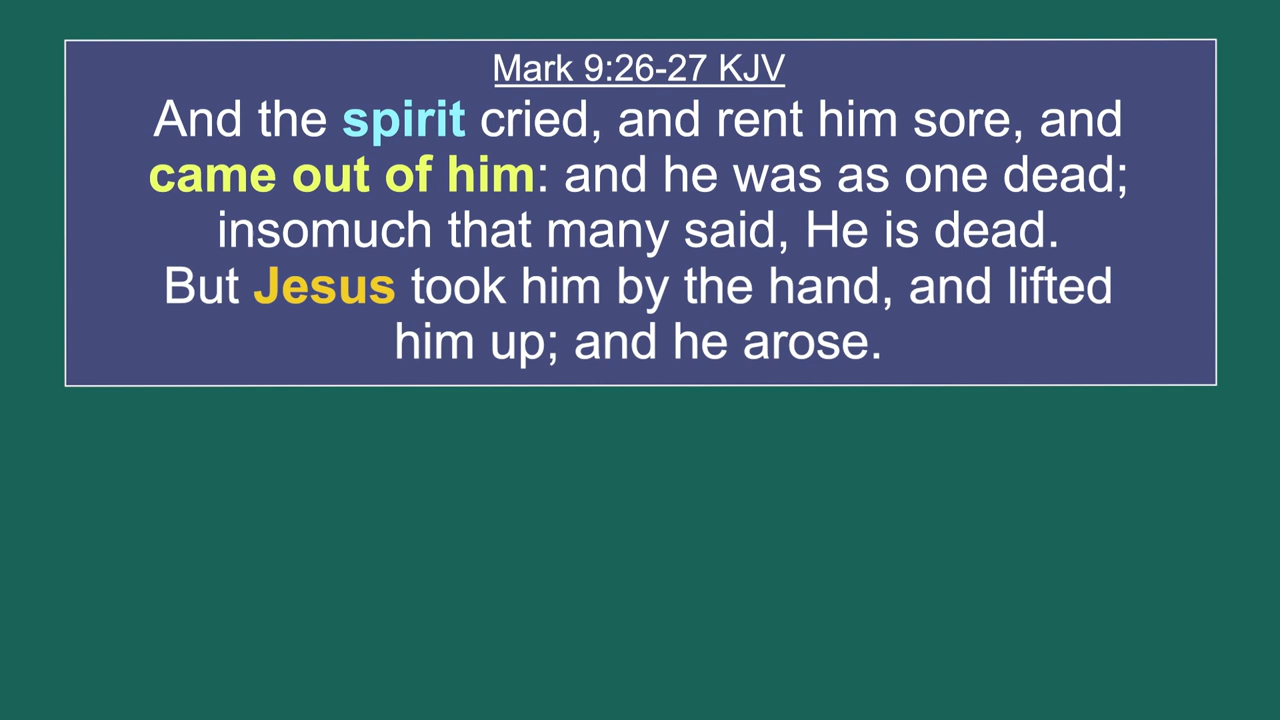 Mark 9:26-27 KJV
And the spirit cried, and rent him sore, and
came out of him: and he was as one dead;
insomuch that many said, He is dead.
But Jesus took him by the hand, and lifted
him up; and he arose.